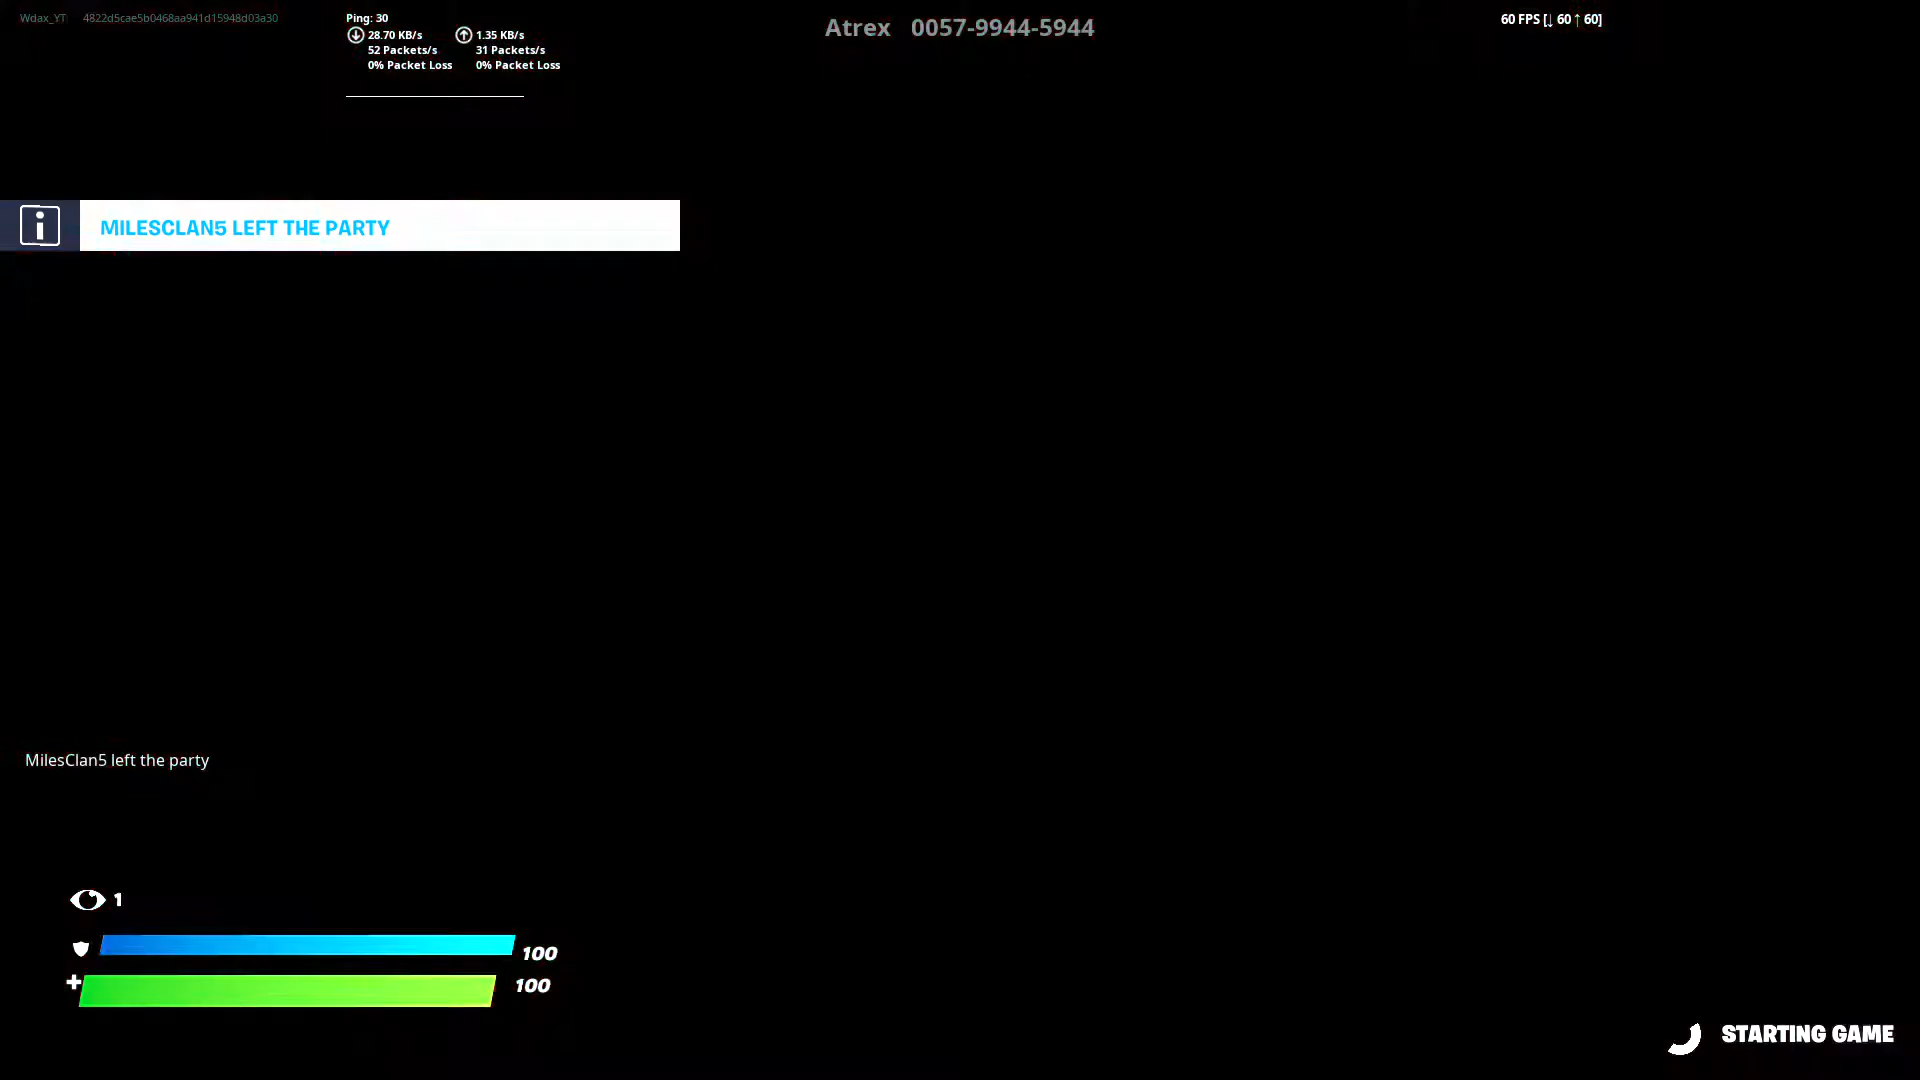 Wdax_YT 4822d5cae5b0468aa941d15948d03a30
Ping: 30
28.70 KB/s 1.35 KB/s
52 Packets/s 31 Packets/s
0% Packet Loss 0% Packet Loss
Atrex 0057-9944-5944
60 FPS [↓ 60 ↑ 60]
MILESCLAN5 LEFT THE PARTY
MilesClan5 left the party
1
100
100
STARTING GAME